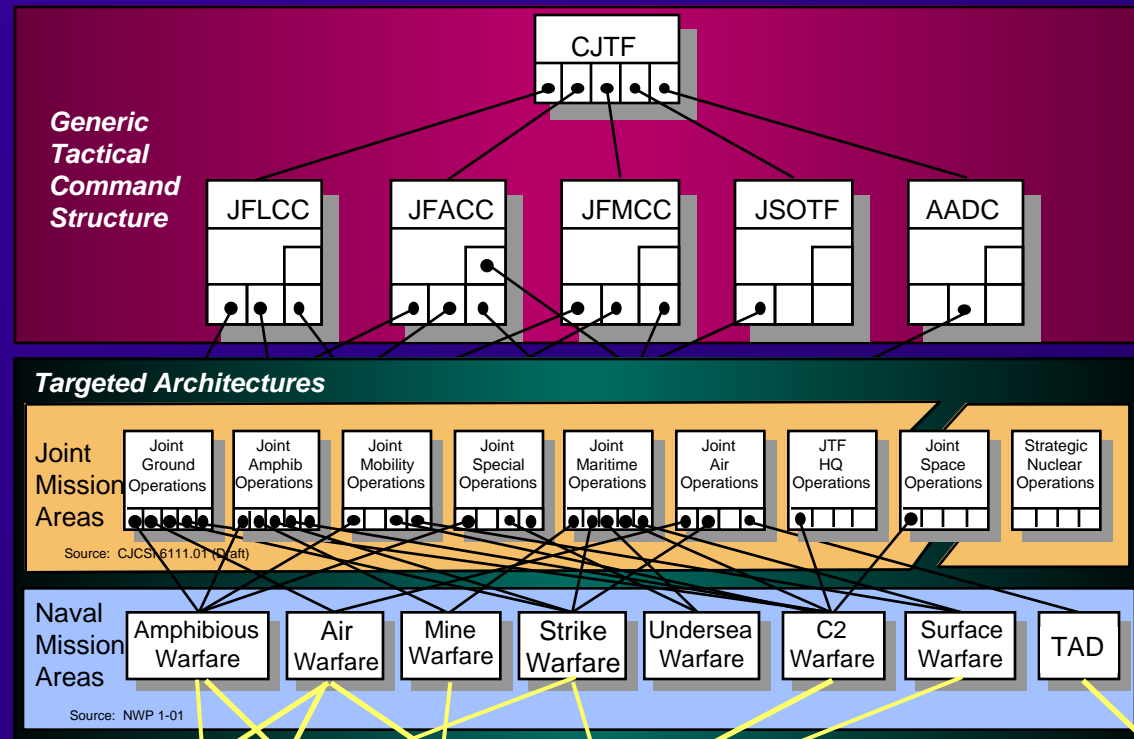 CJTF
Generic
Tactical
Command
Structure
JFLCC
JFACC
JFMCC
JSOTF
AADC
Targeted Architectures
Joint
Mission
Areas
Joint
Ground
Operations
Joint
Amphib
Operations
Joint
Mobility
Operations
Joint
Special
Operations
Joint
Maritime
Operations
Joint
Air
Operations
JTF
HQ
Operations
Joint
Space
Operations
Strategic
Nuclear
Operations
Source: CJCSI 6111.01 (Draft)
Naval
Mission
Areas
Amphibious
Warfare
Air
Warfare
Mine
Warfare
Strike
Warfare
Undersea
Warfare
C2
Warfare
Surface
Warfare
TAD
Source: NWP 1-01